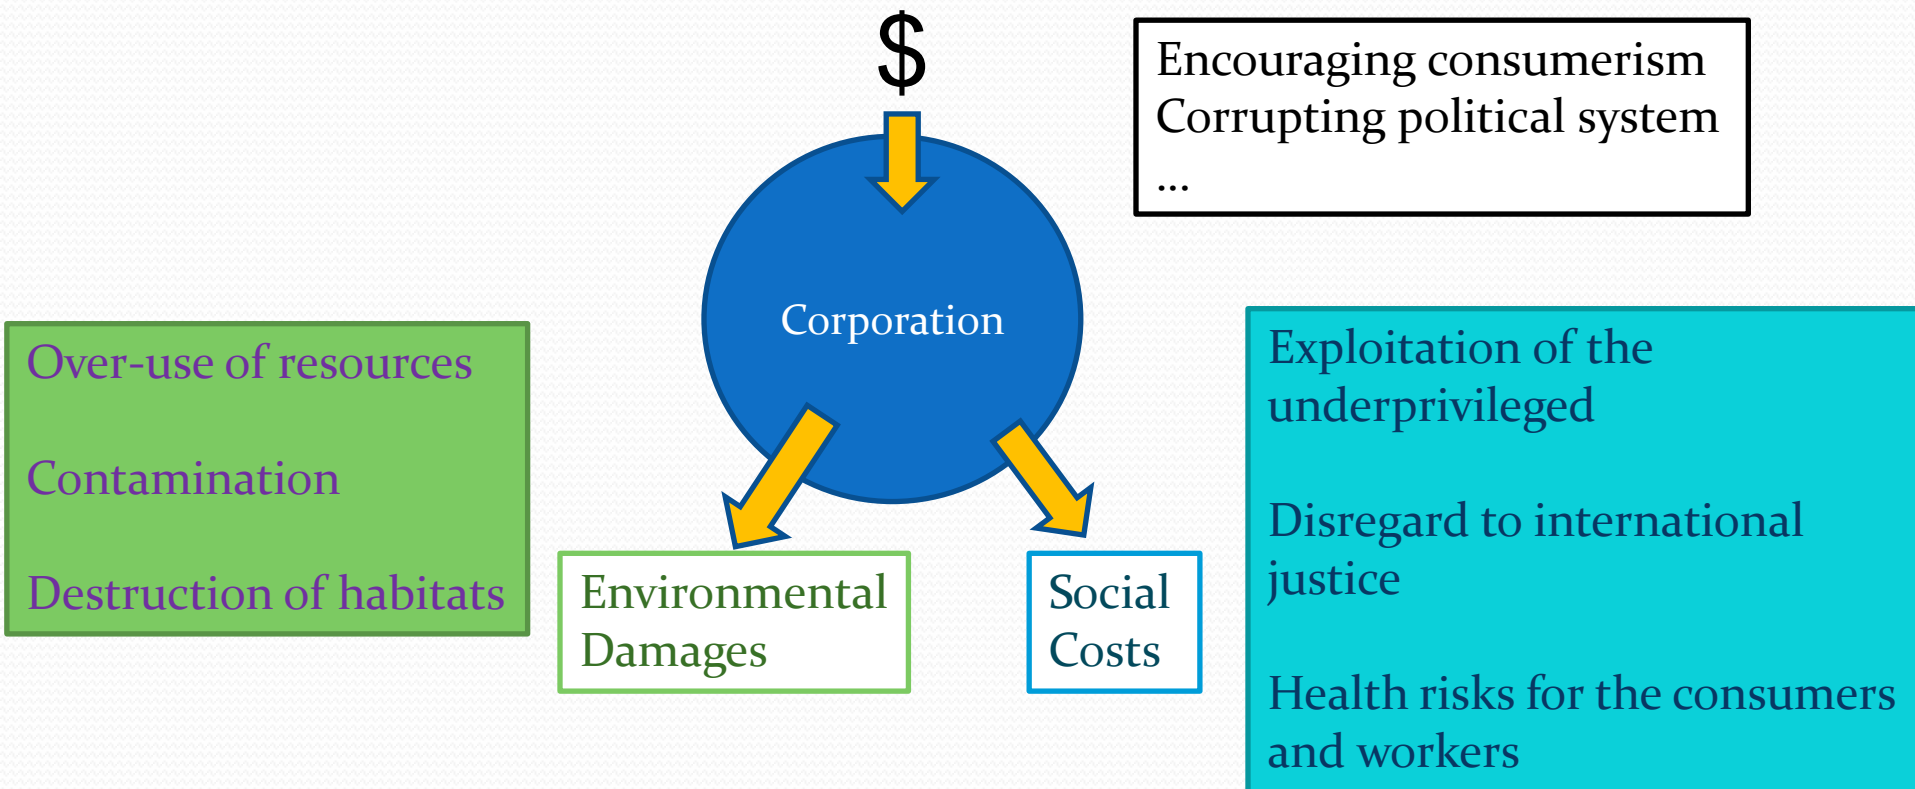 $
Encouraging consumerism
Corrupting political system
...
Corporation
Over-use of resources
Contamination
Destruction of habitats
Environmental
Damages
Social
Costs
Exploitation of the
underprivileged
Disregard to international
justice
Health risks for the consumers
and workers